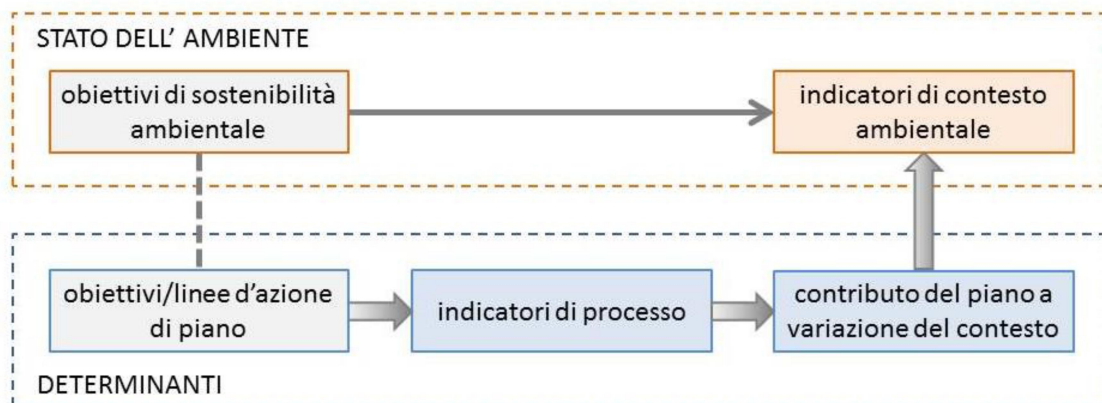 STATO DELL’ AMBIENTE
obiettivi di sostenibilità
ambientale
indicatori di contesto
ambientale
obiettivi/linee d’azione
di piano
indicatori di processo
contributo del piano a
variazione del contesto
DETERMINANTI